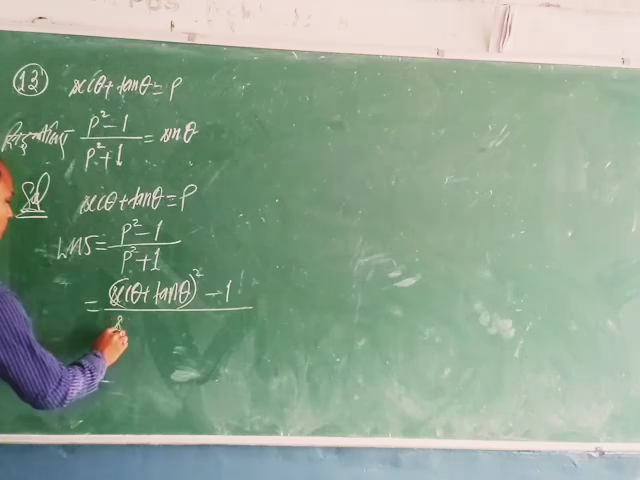 13 secθ + tanθ = P
P² - 1 / P² + 1 = sinθ
Sol secθ + tanθ = P
LHS = P² - 1 / P² + 1
= (secθ + tanθ)² - 1